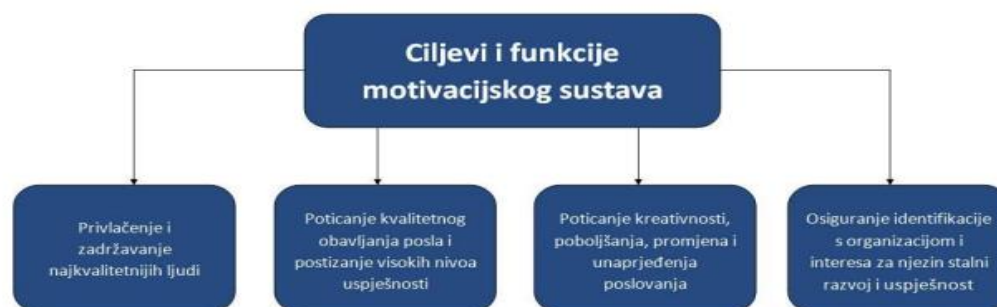 Ciljevi i funkcije
motivacijskog sustava
Privlačenje i
zadržavanje
najkvalitetnijih ljudi
Poticanje kvalitetnog
obavljanja posla i
postizanje visokih nivoa
uspješnosti
Poticanje kreativnosti,
poboljšanja, promjena i
unaprjeđenja
poslovanja
Osiguranje identifikacije
s organizacijom i
interesa za njezin stalni
razvoj i uspješnost